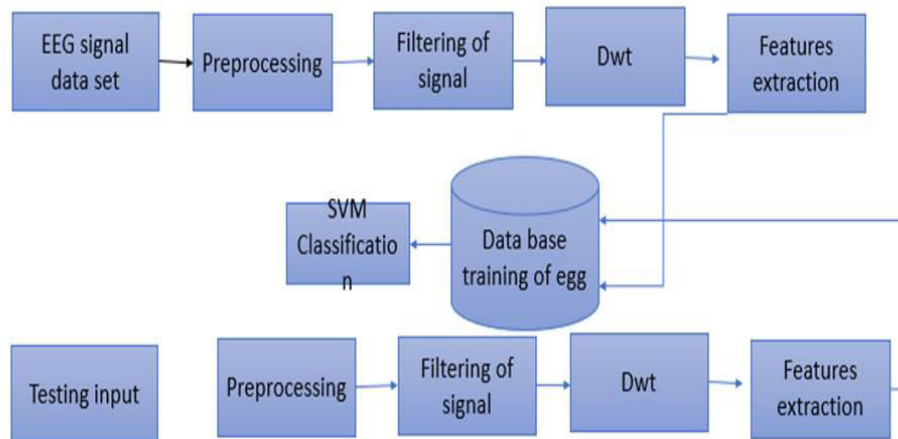 EEG signal
data set
Preprocessing
Filtering of
signal
Dwt
Features
extraction
SVM
Classificatio
n
Data base
training of egg
Testing input
Preprocessing
Filtering of
signal
Dwt
Features
extraction